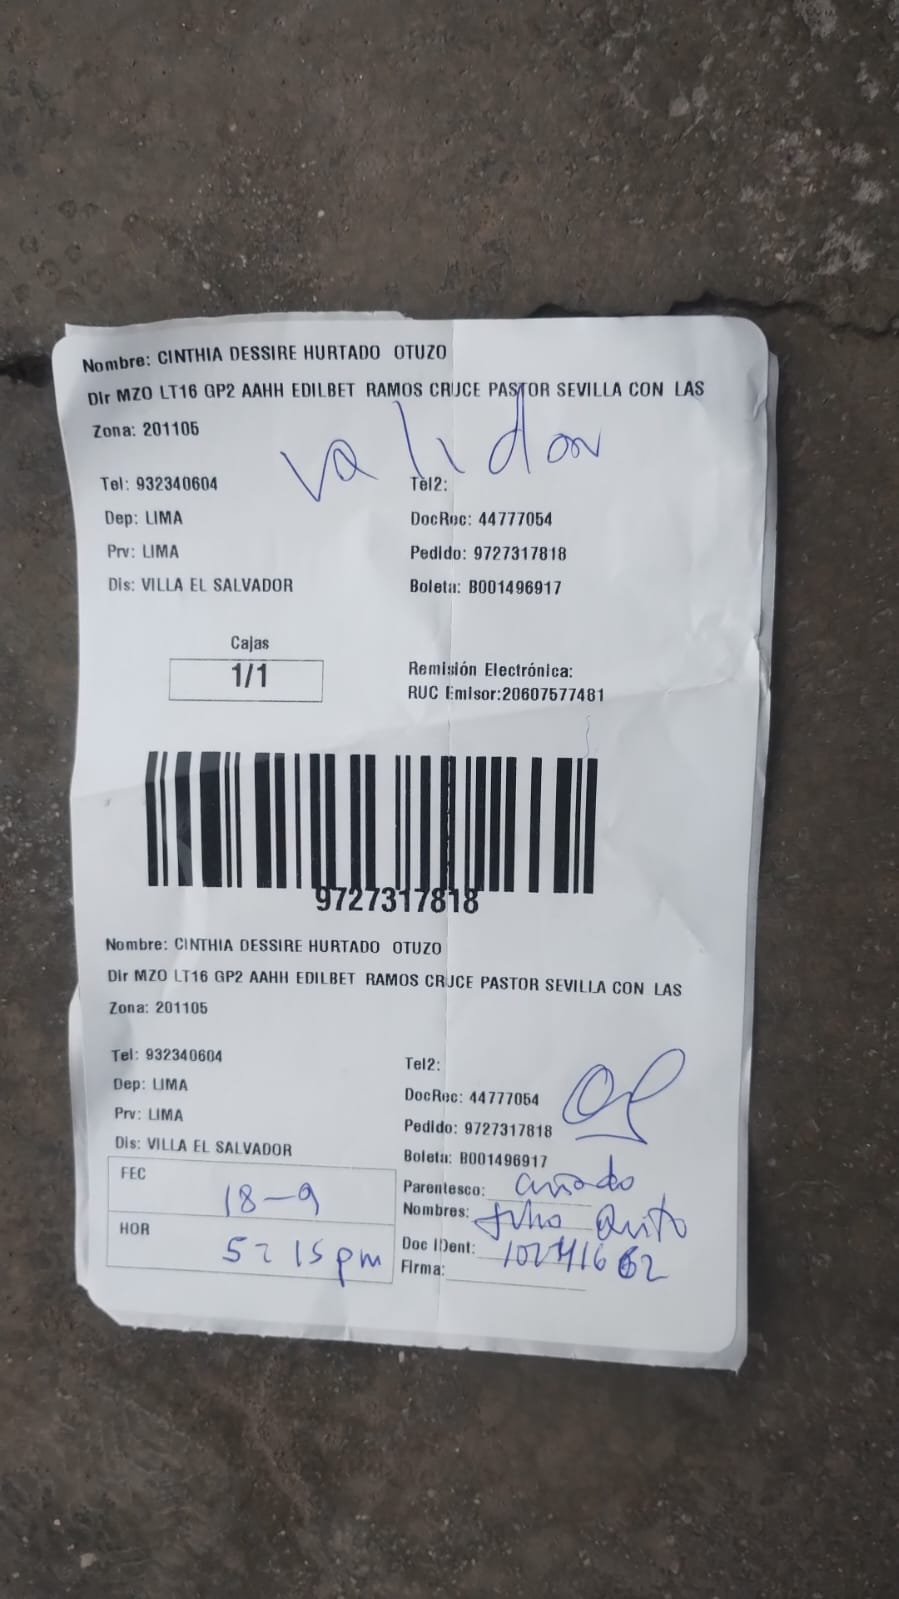 Nombre: CINTHIA DESSIRE HURTADO OTUZO
Dir MZO LT16 GP2 AAHH EDILBET RAMOS CRUCE PASTOR SEVILLA CON LAS
Zona: 201105
Validar
Tel: 932340604 Tel2:
Dep: LIMA DocRec: 44777054
Prv: LIMA Pedido: 9727317818
Dis: VILLA EL SALVADOR Boleta: B001496917
Cajas
1/1
Remisión Electrónica:
RUC Emisor:20607577481
9727317818
Nombre: CINTHIA DESSIRE HURTADO OTUZO
Dir MZO LT16 GP2 AAHH EDILBET RAMOS CRUCE PASTOR SEVILLA CON LAS
Zona: 201105
Tel: 932340604 Tel2:
Dep: LIMA DocRec: 44777054
Prv: LIMA Pedido: 9727317818
Dis: VILLA EL SALVADOR Boleta: B001496917
FEC 18-9
HOR 5:15pm
Parentesco: cuñado
Nombres: Julio Quito
Doc IDent:
Firma: